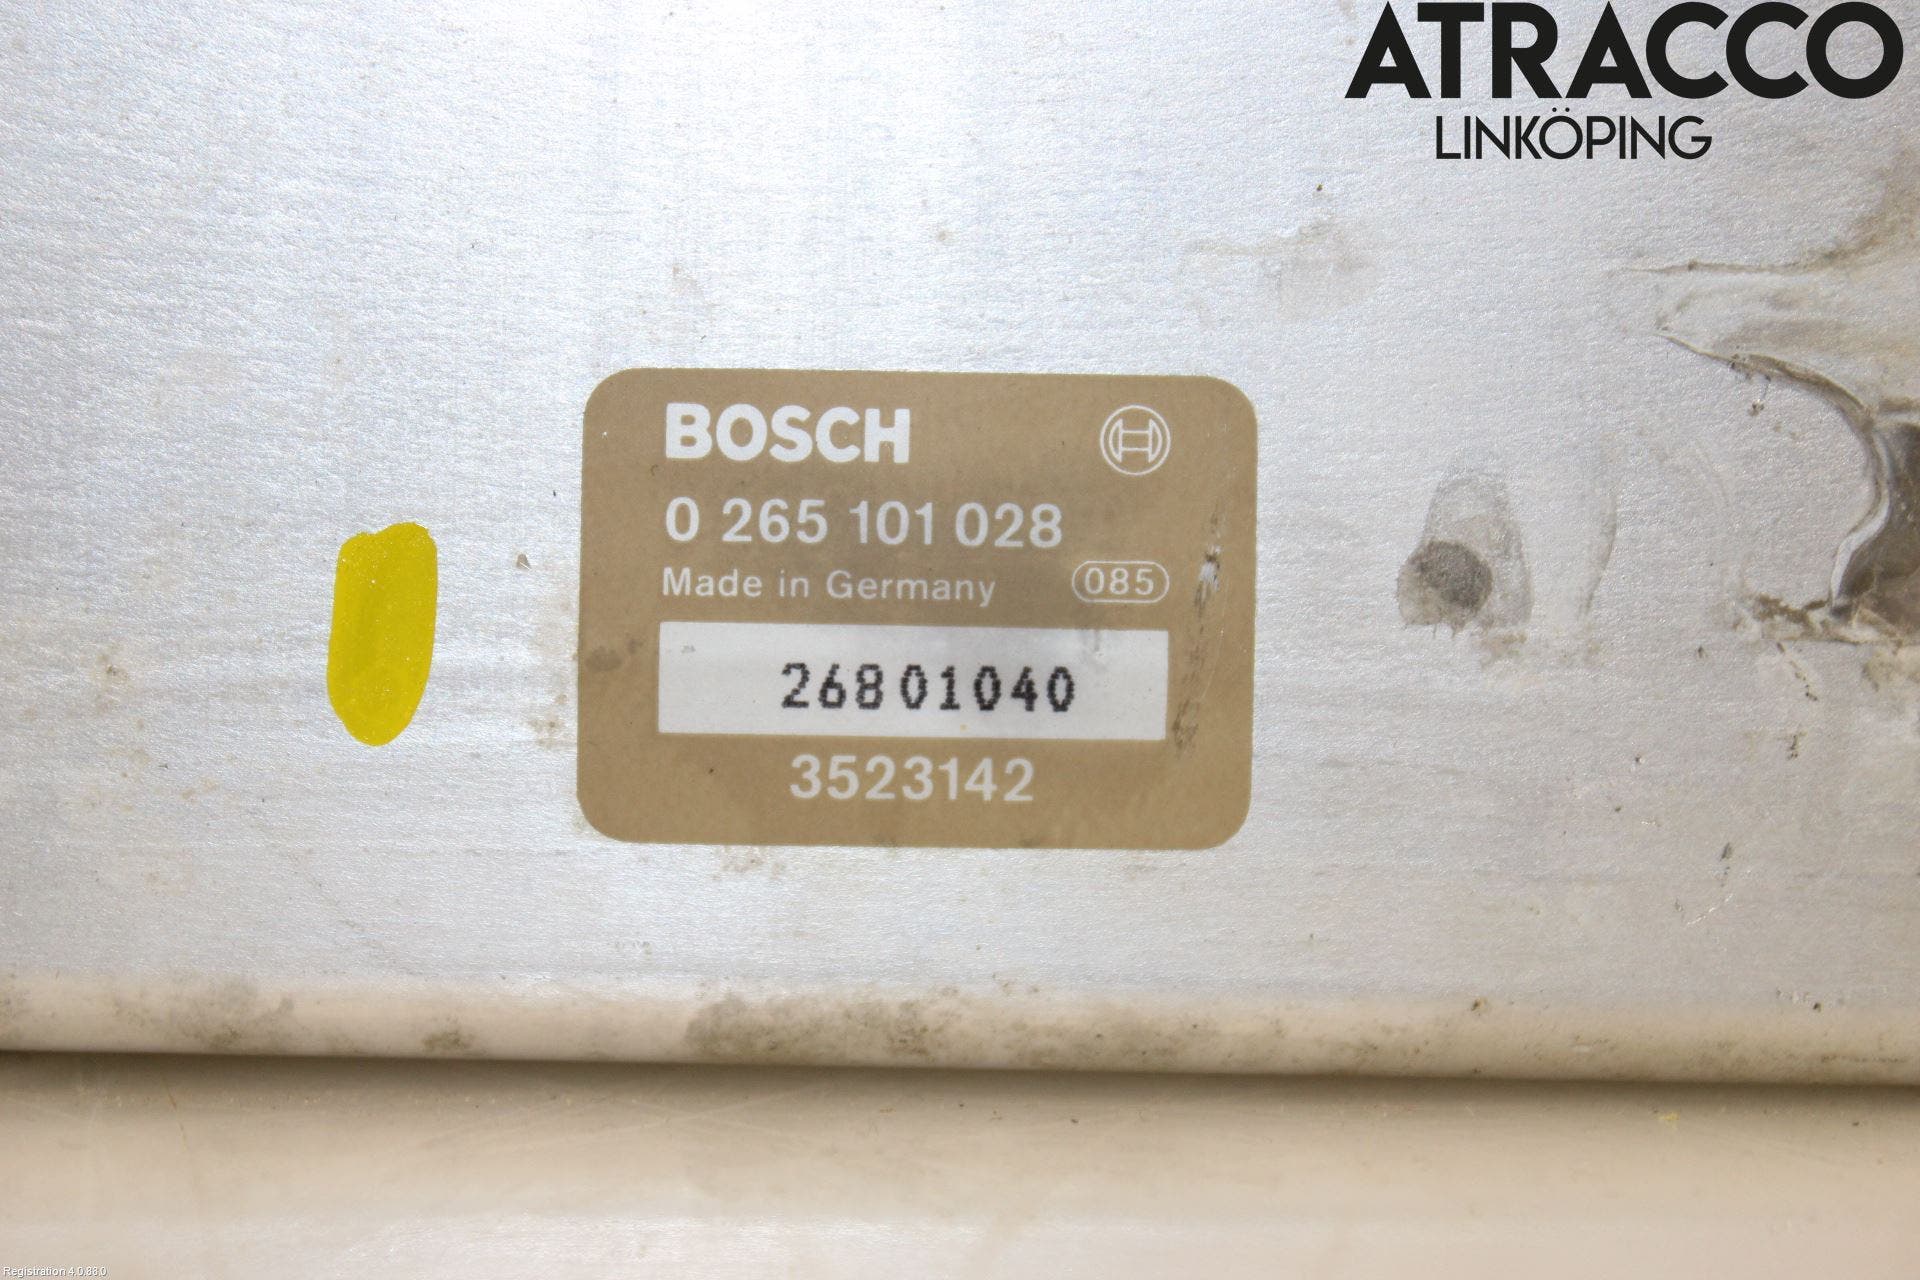 ATRACCO
LINKÖPING
BOSCH
0 265 101 028
Made in Germany 085
26801040
3523142
Registration 4.0.88.0